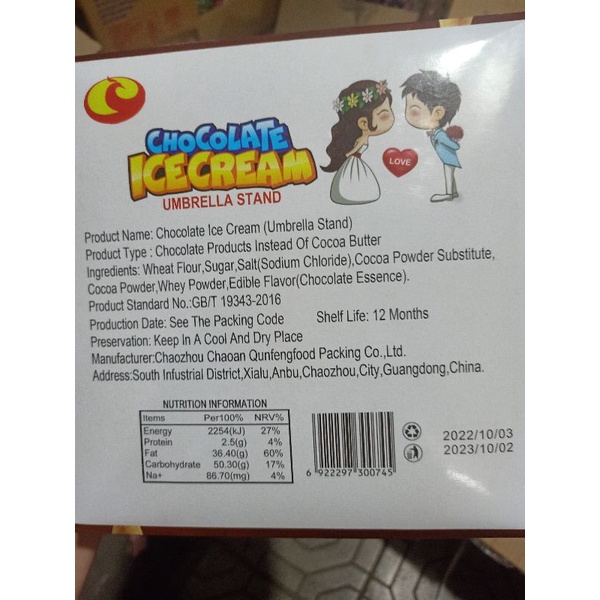 CHOCOLATE
ICECREAM
UMBRELLA STAND
LOVE
Product Name: Chocolate Ice Cream (Umbrella Stand)
Product Type : Chocolate Products Instead Of Cocoa Butter
Ingredients: Wheat Flour,Sugar,Salt(Sodium Chloride),Cocoa Powder Substitute,
Cocoa Powder,Whey Powder,Edible Flavor(Chocolate Essence).
Product Standard No.:GB/T 19343-2016
Production Date: See The Packing Code Shelf Life: 12 Months
Preservation: Keep In A Cool And Dry Place
Manufacturer:Chaozhou Chaoan Qunfengfood Packing Co.,Ltd.
Address:South Infustrial District,Xialu,Anbu,Chaozhou,City,Guangdong,China.
NUTRITION INFORMATION
Items Per100% NRV%
Energy 2254(kJ) 27%
Protein 2.5(g) 4%
Fat 36.40(g) 60%
Carbohydrate 50.30(g) 17%
Na+ 86.70(mg) 4%
6 922297 300745
2022/10/03
2023/10/02